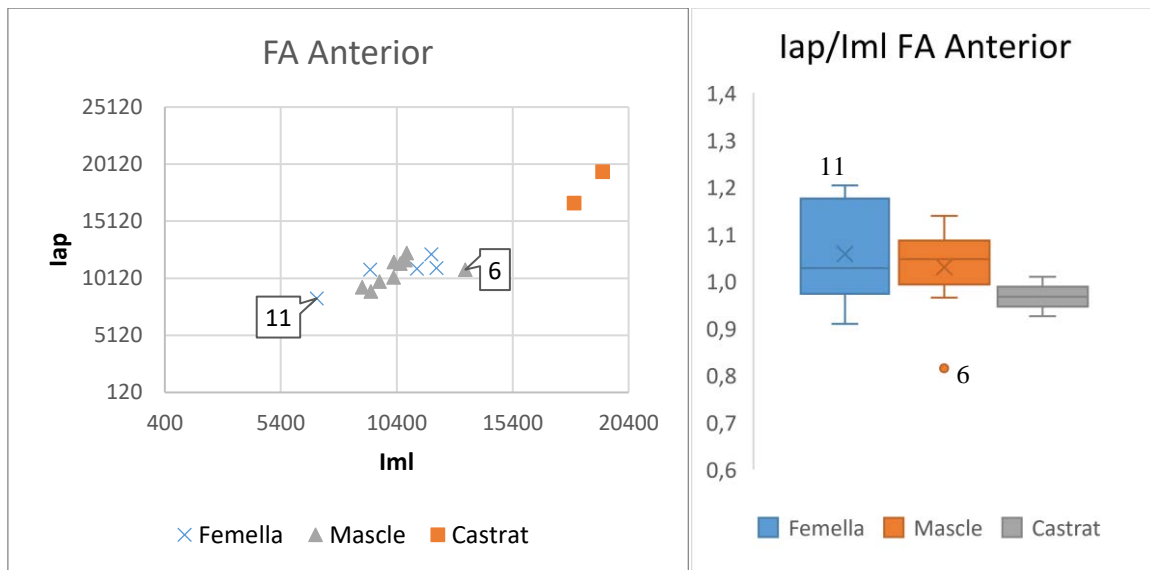 FA Anterior
25120
20120
15120
10120
5120
120
Iap
11
6
400 5400 10400 15400 20400
Iml
Femella Mascle Castrat
Iap/Iml FA Anterior
1,4
1,3
1,2
1,1
1,0
0,9
0,8
0,7
0,6
11
6
Femella Mascle Castrat